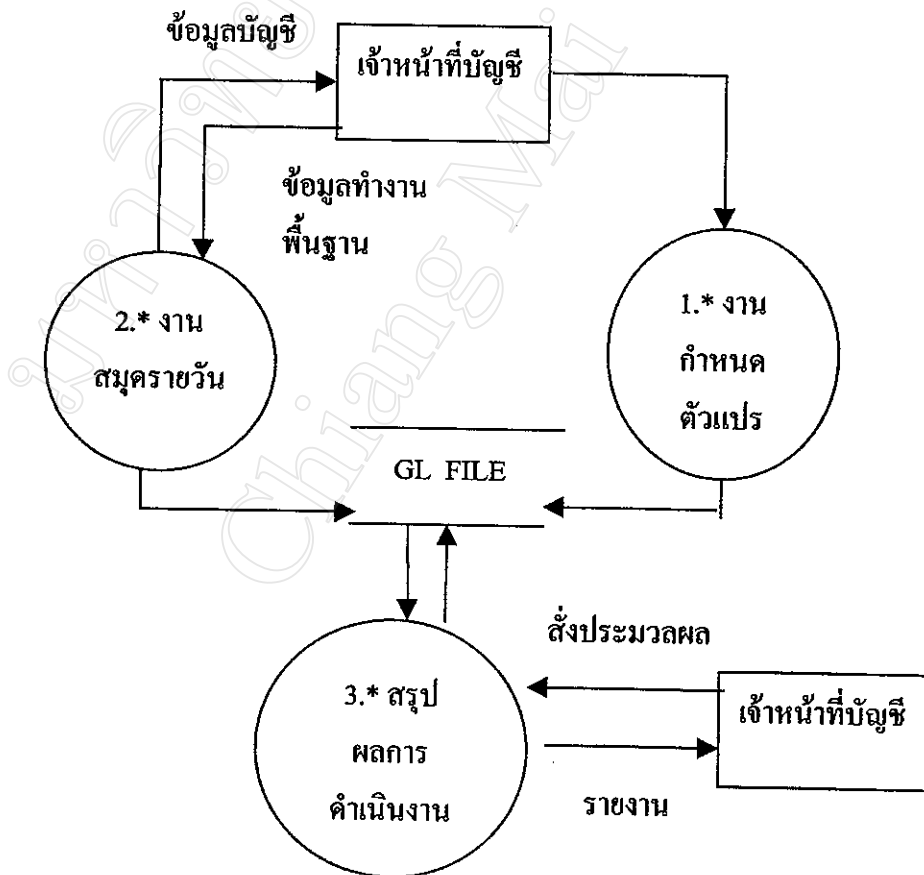 ข้อมูลบัญชี
เจ้าหน้าที่บัญชี
ข้อมูลทำงาน
พื้นฐาน
2.* งาน
สมุดรายวัน
1.* งาน
กำหนด
ตัวแปร
GL FILE
สั่งประมวลผล
3.* สรุป
ผลการ
ดำเนินงาน
เจ้าหน้าที่บัญชี
รายงาน
Chiang Mai